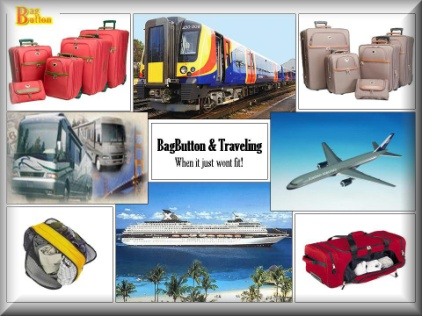 Bag
Button
BagButton & Traveling
When it just wont fit!